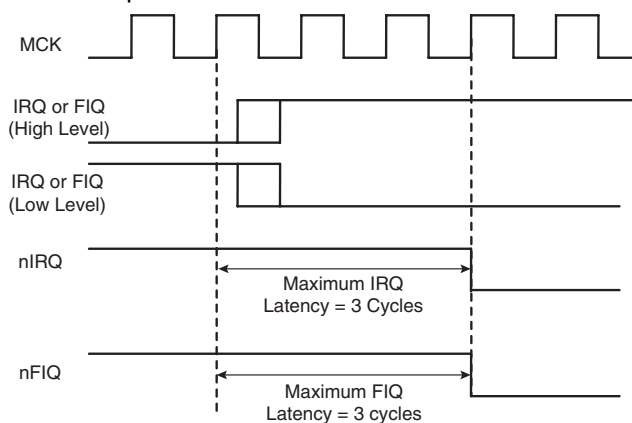 MCK
IRQ or FIQ
(High Level)
IRQ or FIQ
(Low Level)
nIRQ
Maximum IRQ
Latency = 3 Cycles
nFIQ
Maximum FIQ
Latency = 3 cycles